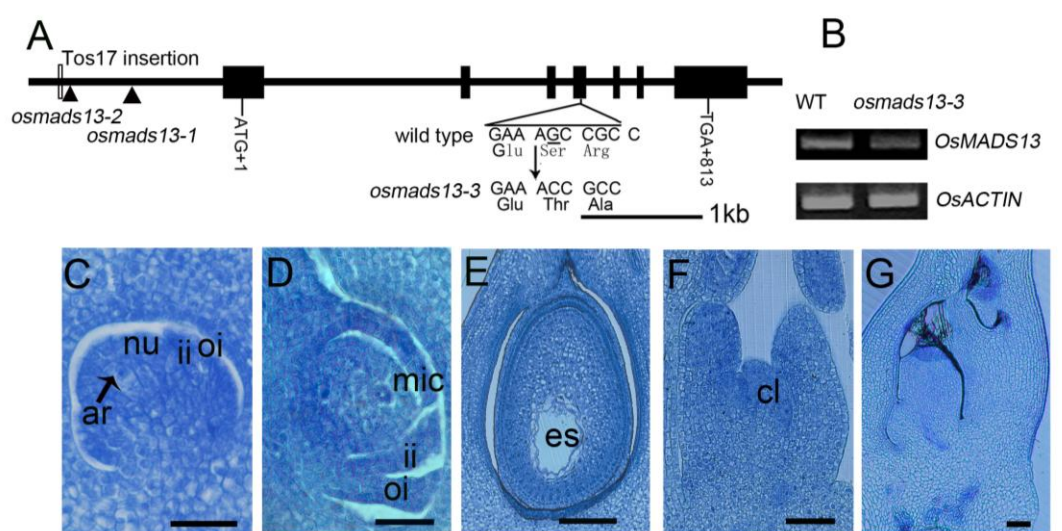 A
B
Tos17 insertion
osmads13-2
osmads13-1
ATG+1
TGA+813
wild type GAA AGC CGC C
Glu Ser Arg
osmads13-3 GAA ACC GCC
Glu Thr Ala
1kb
WT osmads13-3
OsMADS13
OsACTIN
C
nu
ii
oi
ar
D
mic
ii
oi
E
es
F
cl
G